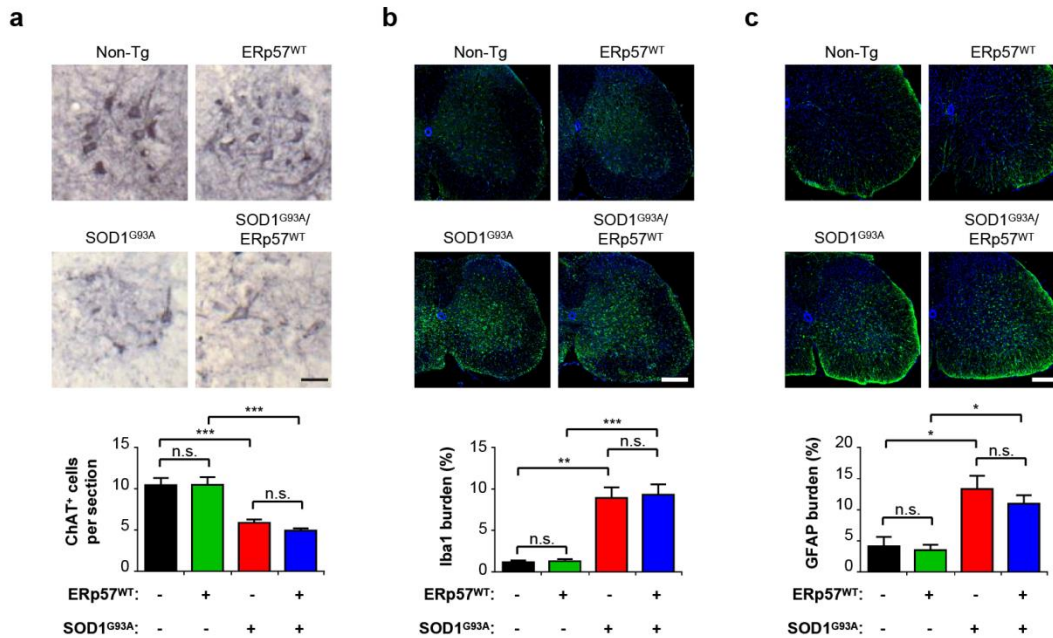 a
Non-Tg
ERp57WT
SOD1G93A
SOD1G93A/
ERp57WT
ChAT+ cells
per section
15
10
5
0
n.s.
***
***
n.s.
ERp57WT:
-
+
-
+
SOD1G93A:
-
-
+
+
b
Non-Tg
ERp57WT
SOD1G93A
SOD1G93A/
ERp57WT
Iba1 burden (%)
15
10
5
0
n.s.
**
***
n.s.
ERp57WT:
-
+
-
+
SOD1G93A:
-
-
+
+
c
Non-Tg
ERp57WT
SOD1G93A
SOD1G93A/
ERp57WT
GFAP burden (%)
20
15
10
5
0
n.s.
*
*
n.s.
ERp57WT:
-
+
-
+
SOD1G93A:
-
-
+
+